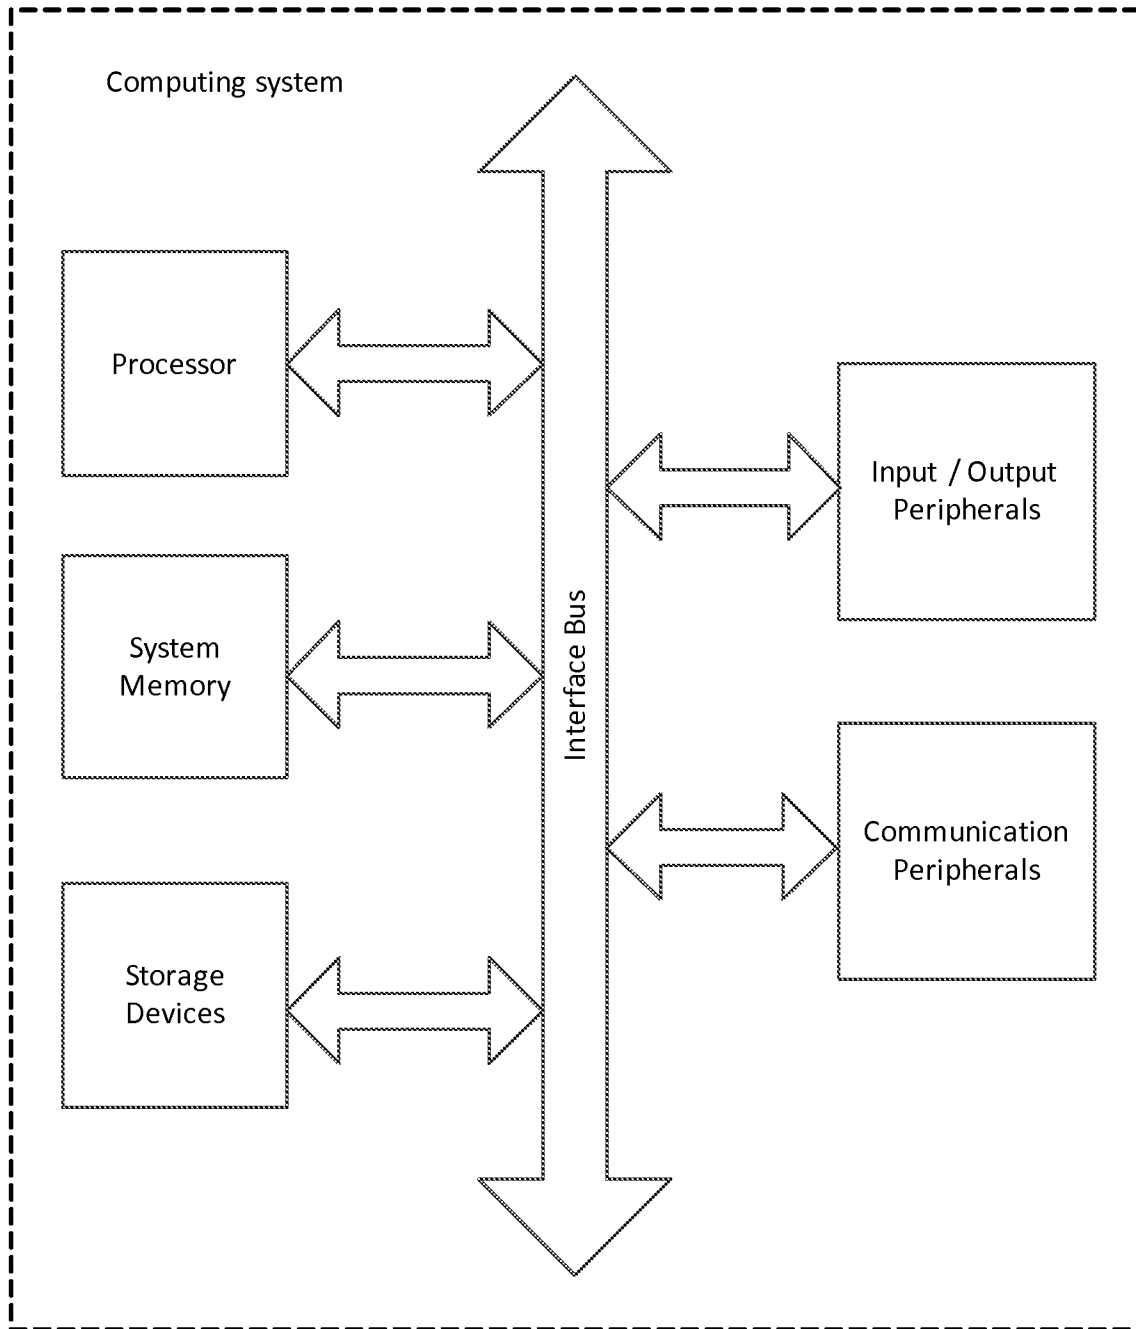 Computing system
Processor
System
Memory
Storage
Devices
Interface Bus
Input / Output
Peripherals
Communication
Peripherals